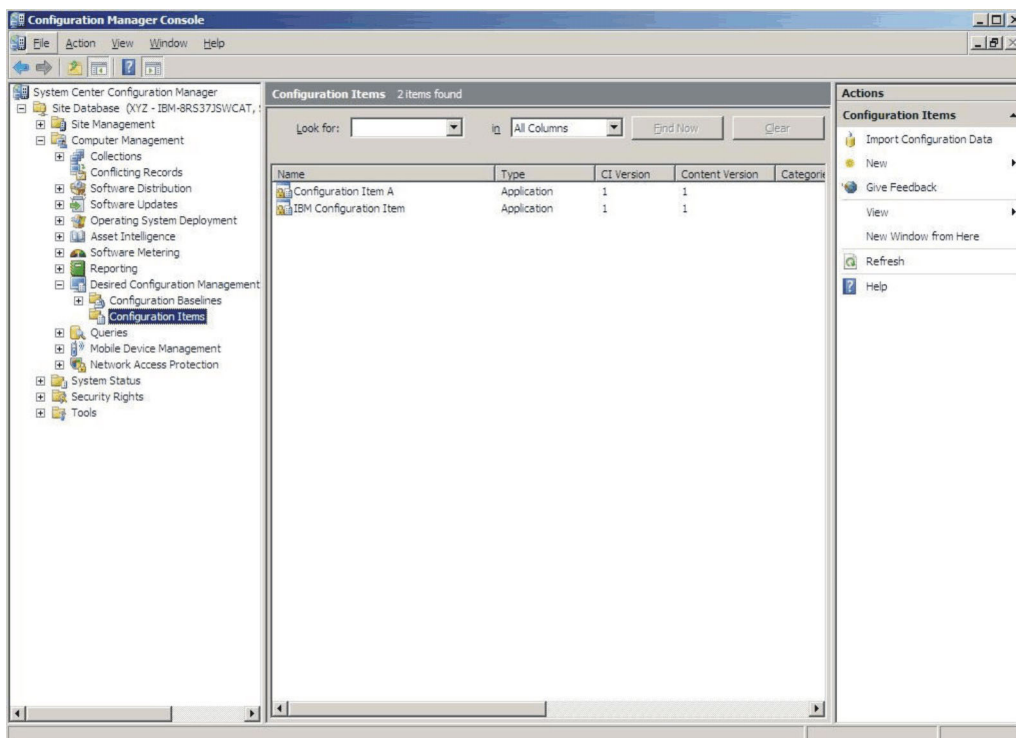 Configuration Manager Console
File Action View Window Help
System Center Configuration Manager
Site Database (XYZ - IBM-8RS37JSWCAT,
Site Management
Computer Management
Collections
Conflicting Records
Software Distribution
Software Updates
Operating System Deployment
Asset Intelligence
Software Metering
Reporting
Desired Configuration Management
Configuration Baselines
Configuration Items
Queries
Mobile Device Management
Network Access Protection
System Status
Security Rights
Tools
Configuration Items 2 items found
Look for: in All Columns Find Now Clear
Name Type CI Version Content Version Categorie
Configuration Item A Application 1 1
IBM Configuration Item Application 1 1
Actions
Configuration Items
Import Configuration Data
New
Give Feedback
View
New Window from Here
Refresh
Help